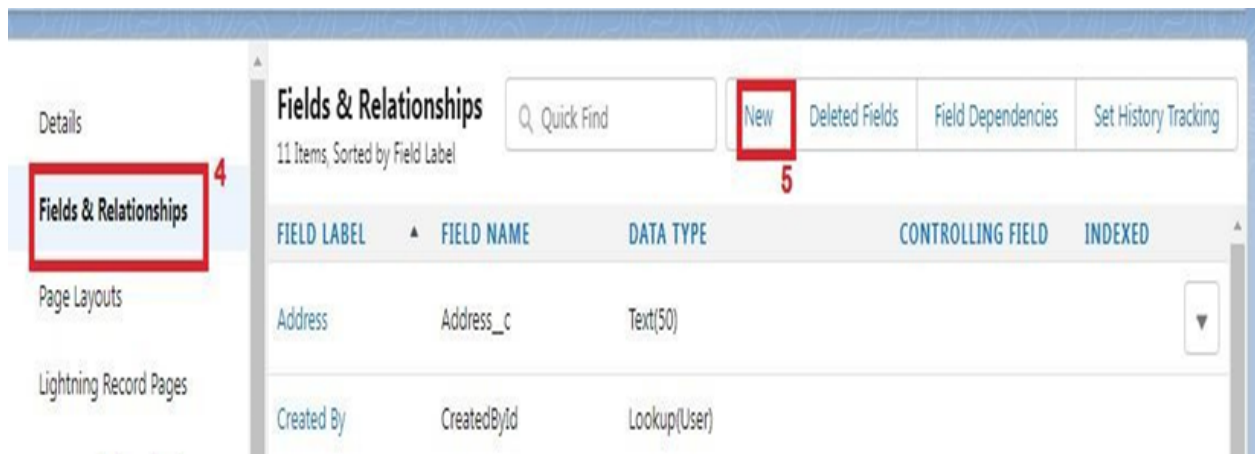 Details
Fields & Relationships 4
Page Layouts
Lightning Record Pages
Fields & Relationships
11 Items, Sorted by Field Label
Quick Find
New Deleted Fields Field Dependencies Set History Tracking
5
FIELD LABEL FIELD NAME DATA TYPE CONTROLLING FIELD INDEXED
Address Address__c Text(50)
Created By CreatedById Lookup(User)